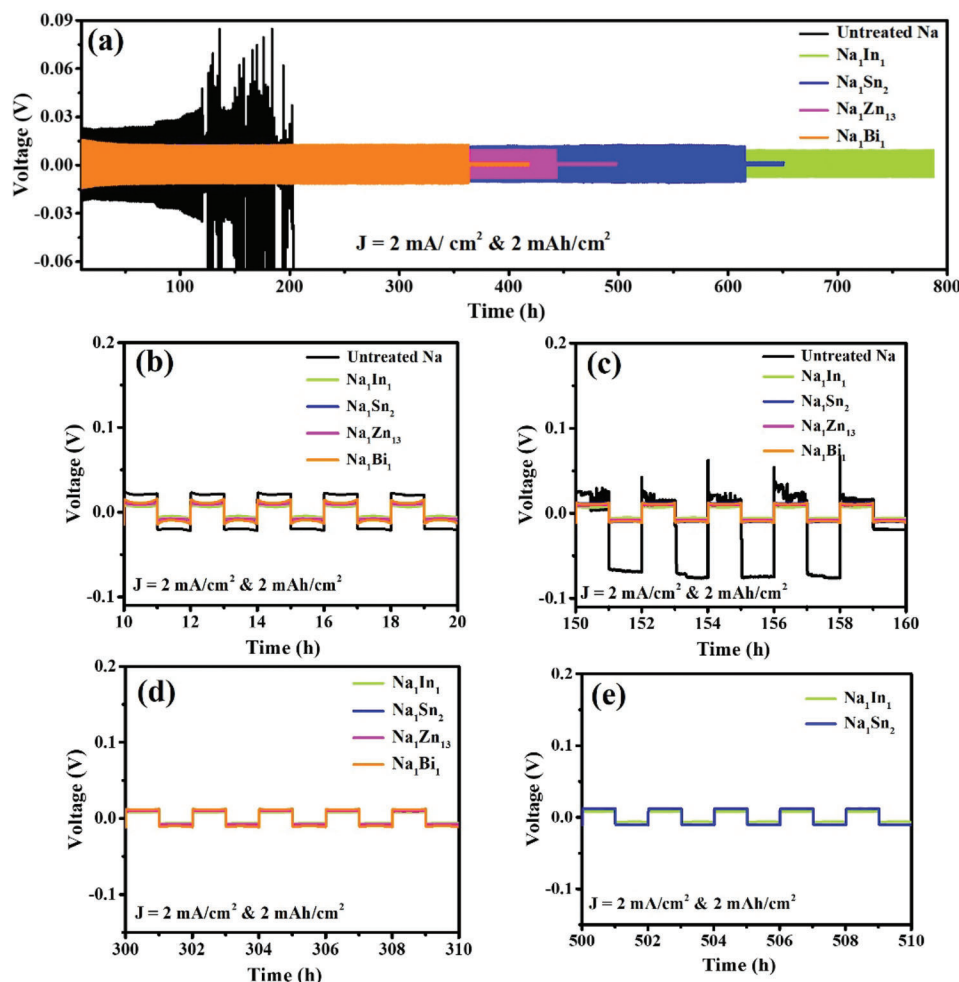 (a)
Untreated Na
Na₁In₁
Na₁Sn₂
Na₁Zn₁₃
Na₁Bi₁
Voltage (V)
0.09
0.06
0.03
0.00
-0.03
-0.06
J = 2 mA/ cm² & 2 mAh/cm²
100 200 300 400 500 600 700 800
Time (h)
(b)
Untreated Na
Na₁In₁
Na₁Sn₂
Na₁Zn₁₃
Na₁Bi₁
Voltage (V)
0.2
0.1
0.0
-0.1
J = 2 mA/cm² & 2 mAh/cm²
10 12 14 16 18 20
Time (h)
(c)
Untreated Na
Na₁In₁
Na₁Sn₂
Na₁Zn₁₃
Na₁Bi₁
Voltage (V)
0.2
0.1
0.0
-0.1
J = 2 mA/cm² & 2 mAh/cm²
150 152 154 156 158 160
Time (h)
(d)
Na₁In₁
Na₁Sn₂
Na₁Zn₁₃
Na₁Bi₁
Voltage (V)
0.2
0.1
0.0
-0.1
J = 2 mA/cm² & 2 mAh/cm²
300 302 304 306 308 310
Time (h)
(e)
Na₁In₁
Na₁Sn₂
Voltage (V)
0.2
0.1
0.0
-0.1
J = 2 mA/cm² & 2 mAh/cm²
500 502 504 506 508 510
Time (h)